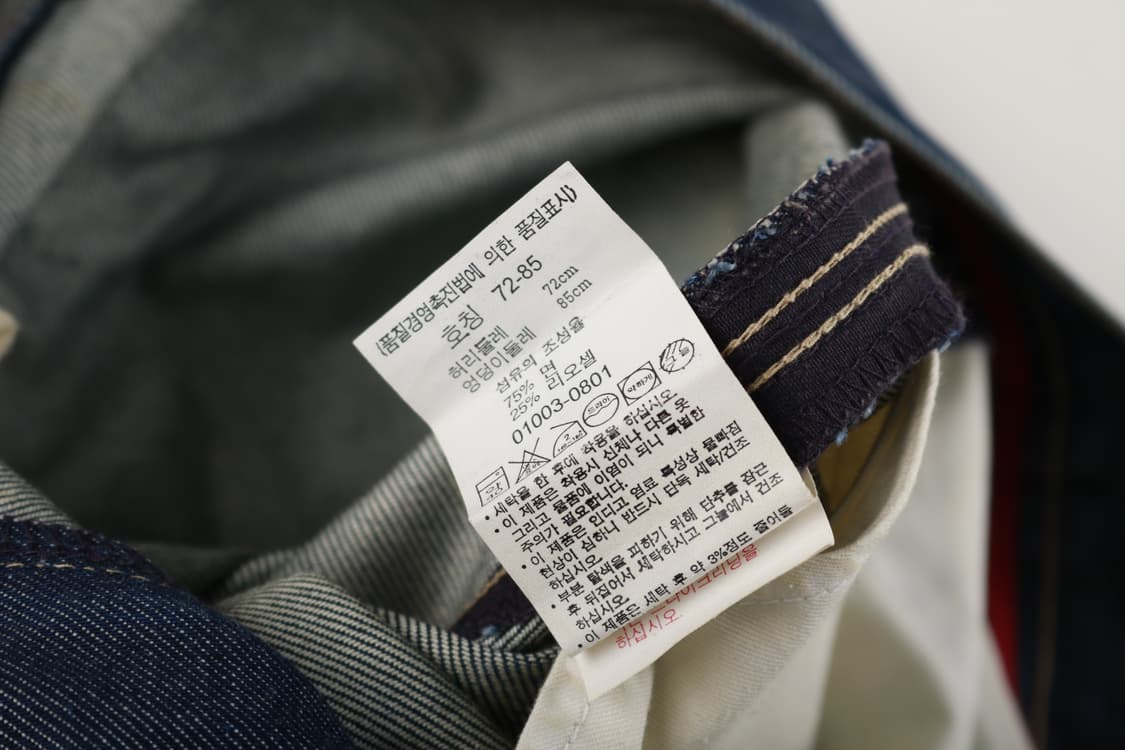 (품질경영촉진법에 의한 품질표시)
호칭 72-85
허리둘레 72cm
엉덩이둘레 85cm
섬유의 조성율
75% 면
25% 리오셀
01003-0801
드라이 약하게
• 세탁을 한 후에 착용을 하십시오
• 이 제품은 착용시 신체나 다른 옷
그리고 물품에 이염이 되니 특별한
주의가 필요합니다.
• 이 제품은 인디고 염료 특성상 물빠짐
현상이 심하니 반드시 단독 세탁/건조
하십시오
• 부분 탈색을 피하기 위해 단추를 잠근
후 뒤집어서 세탁하시고 그늘에서 건조
하십시오
• 이 제품은 세탁 후 약 3%정도 줄어듦
하십시오